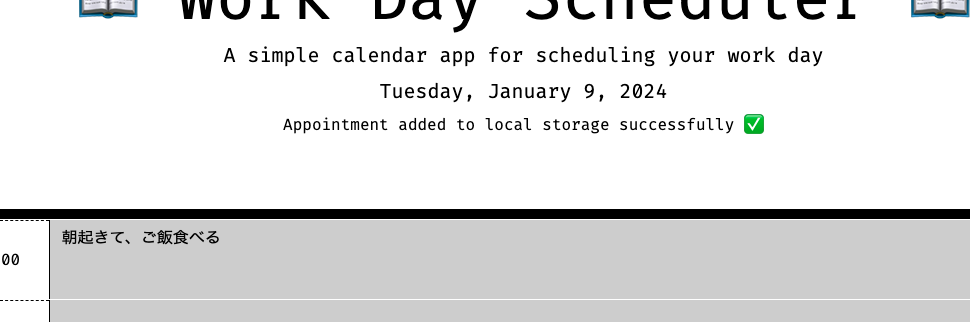 Work Day Scheduler
A simple calendar app for scheduling your work day
Tuesday, January 9, 2024
Appointment added to local storage successfully ✅
00
朝起きて、ご飯食べる